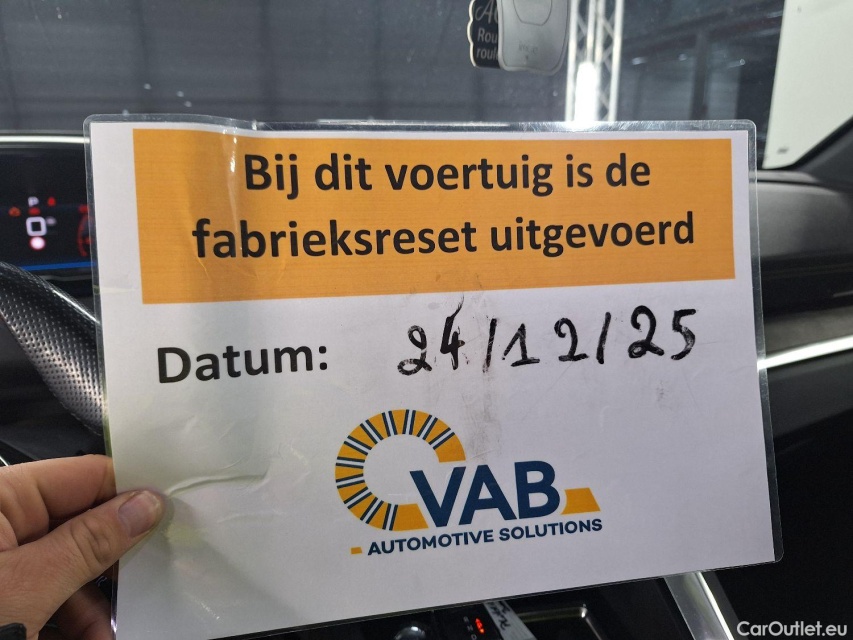 Bij dit voertuig is de
fabrieksreset uitgevoerd
Datum: 24/12/25
VAB
AUTOMOTIVE SOLUTIONS
CarOutlet.eu